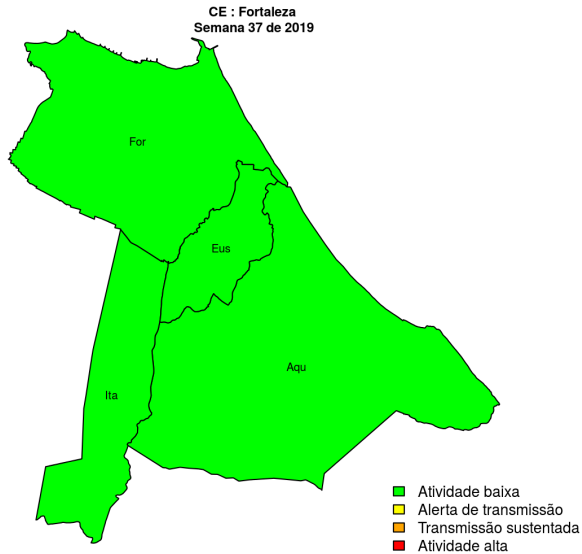 CE : Fortaleza
Semana 37 de 2019
For
Eus
Aqu
Ita
Atividade baixa
Alerta de transmissão
Transmissão sustentada
Atividade alta